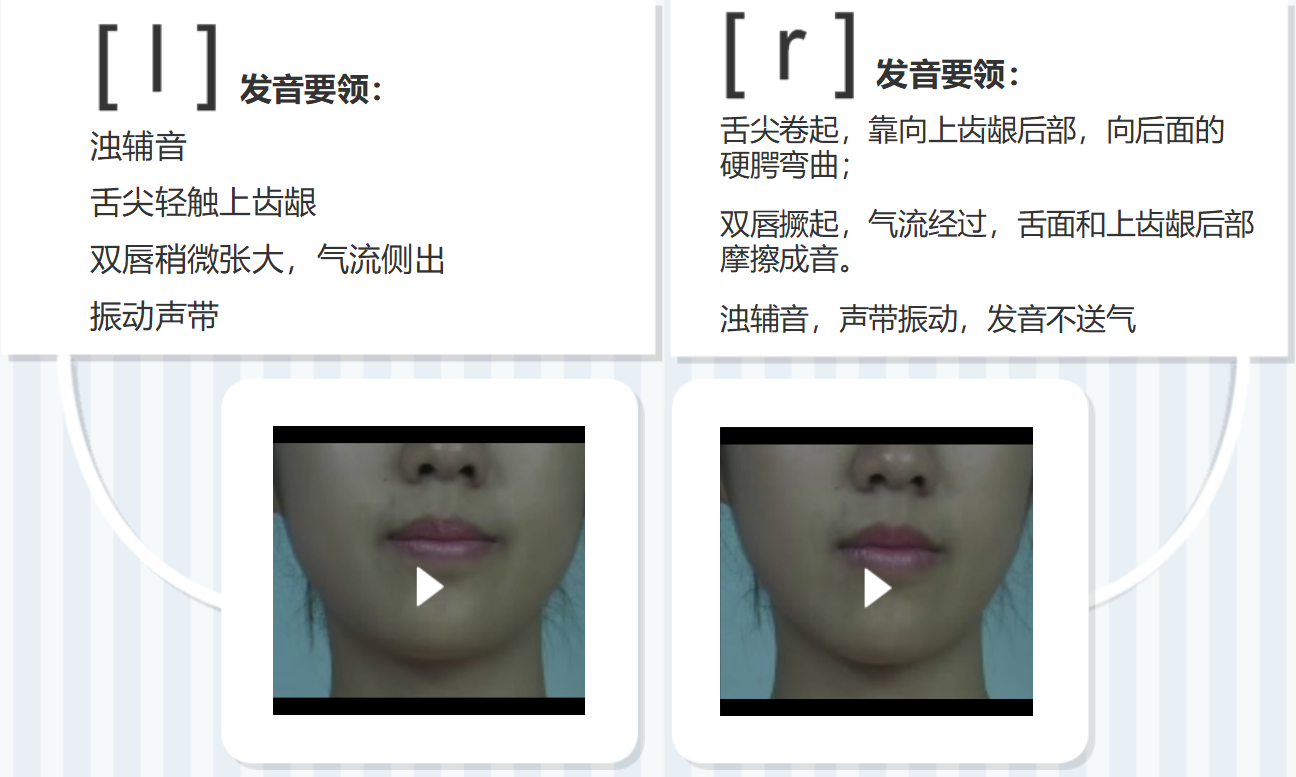 [ l ] 发音要领：
浊辅音
舌尖轻触上齿龈
双唇稍微张大，气流侧出
振动声带
[ r ] 发音要领：
舌尖卷起，靠向上齿龈后部，向后面的
硬腭弯曲；
双唇撅起，气流经过，舌面和上齿龈后部
摩擦成音。
浊辅音，声带振动，发音不送气